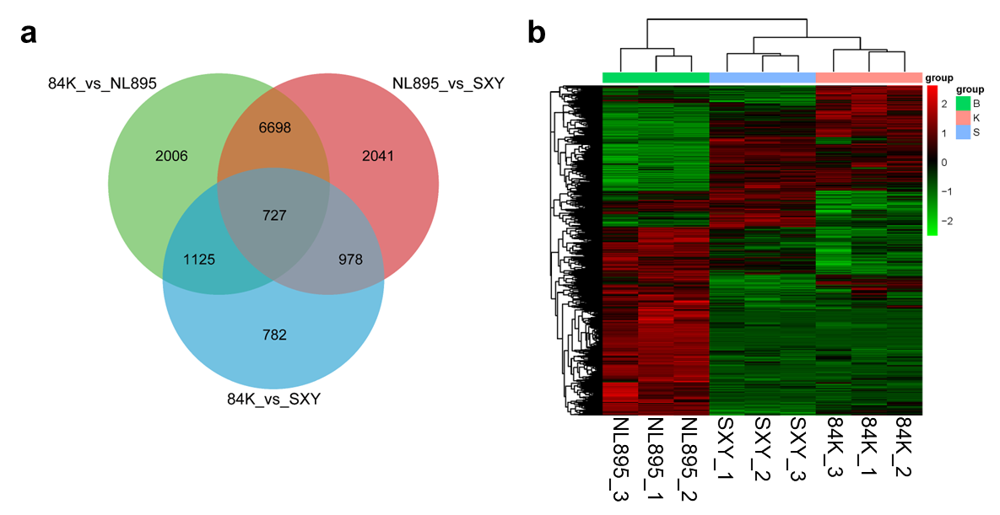 a
84K_vs_NL895
NL895_vs_SXY
6698
2006
2041
727
1125
978
782
84K_vs_SXY
b
group
2
1
0
−1
−2
group
B
K
S
NL895_3
NL895_1
NL895_2
SXY_1
SXY_2
SXY_3
84K_3
84K_1
84K_2